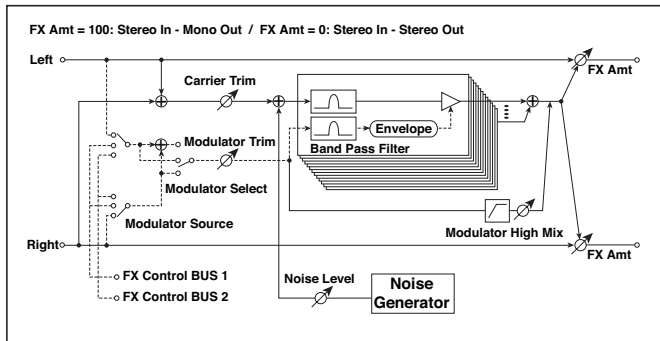 FX Amt = 100: Stereo In - Mono Out / FX Amt = 0: Stereo In - Stereo Out
Left
FX Amt
Carrier Trim
Envelope
Band Pass Filter
Modulator Trim
Modulator Select
Modulator Source
Modulator High Mix
Right
FX Amt
FX Control BUS 1
FX Control BUS 2
Noise Level
Noise
Generator